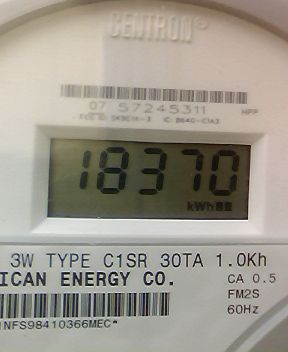 CENTRON®
07 57245311
HPP
18370
kWh
3W TYPE C1SR 30TA 1.0Kh
ICAN ENERGY CO.
CA 0.5
FM2S
60Hz
NFS98410366MEC*